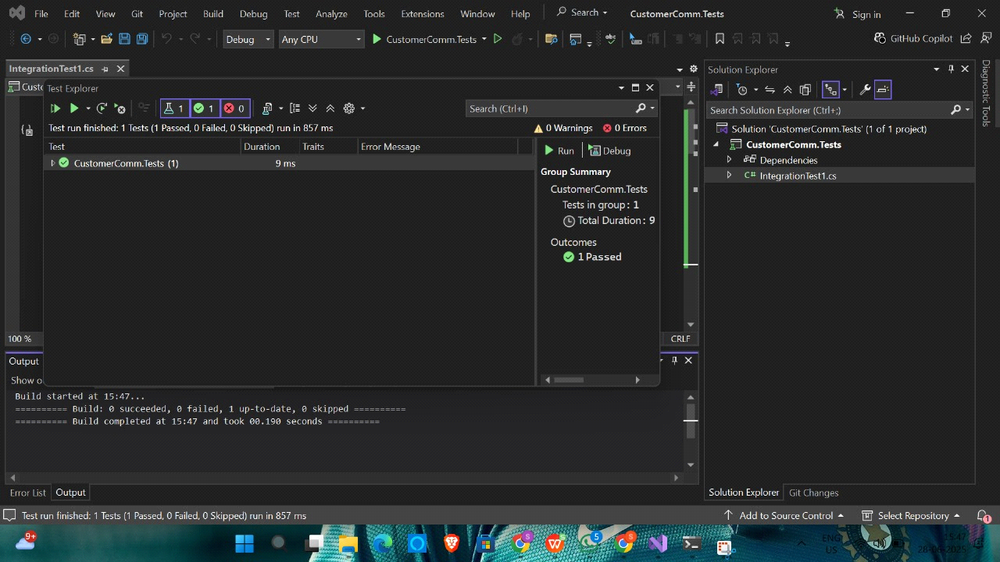 File Edit View Git Project Build Debug Test Analyze Tools Extensions Window Help Search CustomerComm.Tests Sign in
Debug Any CPU CustomerComm.Tests GitHub Copilot
IntegrationTest1.cs
Custo
Test Explorer
1 1 0
Search (Ctrl+I)
Test run finished: 1 Tests (1 Passed, 0 Failed, 0 Skipped) run in 857 ms
0 Warnings 0 Errors
Test Duration Traits Error Message
CustomerComm.Tests (1) 9 ms
Run Debug
Group Summary
CustomerComm.Tests
Tests in group: 1
Total Duration: 9
Outcomes
1 Passed
100 %
CRLF
Output
Show o
Build started at 15:47...
========== Build: 0 succeeded, 0 failed, 1 up-to-date, 0 skipped ==========
========== Build completed at 15:47 and took 00.190 seconds ==========
Error List Output
Solution Explorer
Search Solution Explorer (Ctrl+;)
Solution 'CustomerComm.Tests' (1 of 1 project)
CustomerComm.Tests
Dependencies
C# IntegrationTest1.cs
Solution Explorer Git Changes
Diagnostic Tools
Test run finished: 1 Tests (1 Passed, 0 Failed, 0 Skipped) run in 857 ms
Add to Source Control Select Repository 1
9+
S
5
S
ENG
US
15:47
28-06-2025